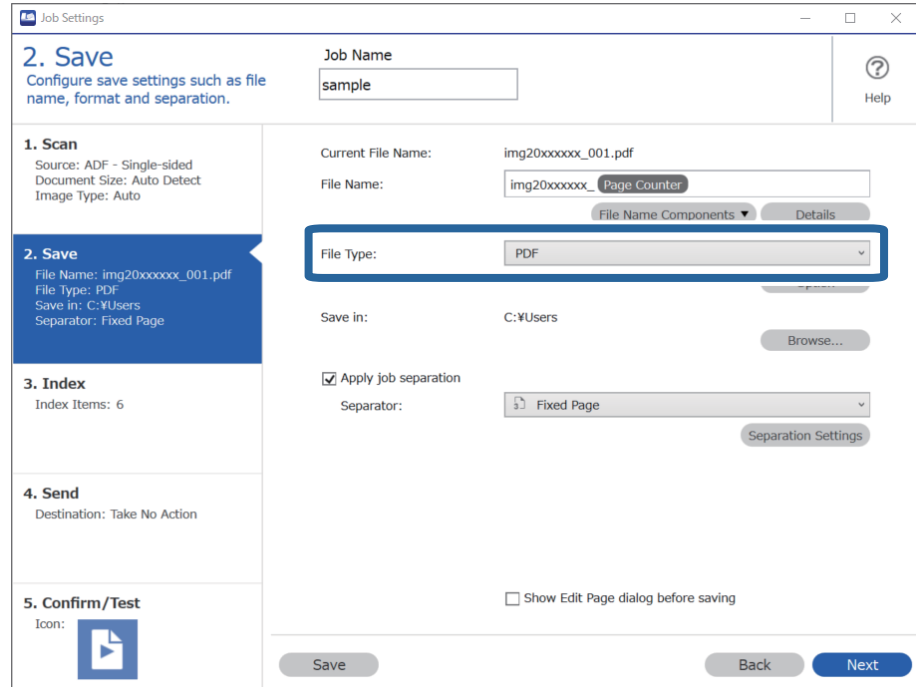 Job Settings
2. Save
Configure save settings such as file
name, format and separation.
Job Name
sample
Help
1. Scan
Source: ADF - Single-sided
Document Size: Auto Detect
Image Type: Auto
2. Save
File Name: img20xxxxxx_001.pdf
File Type: PDF
Save in: C:¥Users
Separator: Fixed Page
3. Index
Index Items: 6
4. Send
Destination: Take No Action
5. Confirm/Test
Icon:
Current File Name: img20xxxxxx_001.pdf
File Name: img20xxxxxx_ Page Counter
File Name Components ▼ Details
File Type: PDF
Save in: C:¥Users
Browse...
Apply job separation
Separator: Fixed Page
Separation Settings
Show Edit Page dialog before saving
Save Back Next